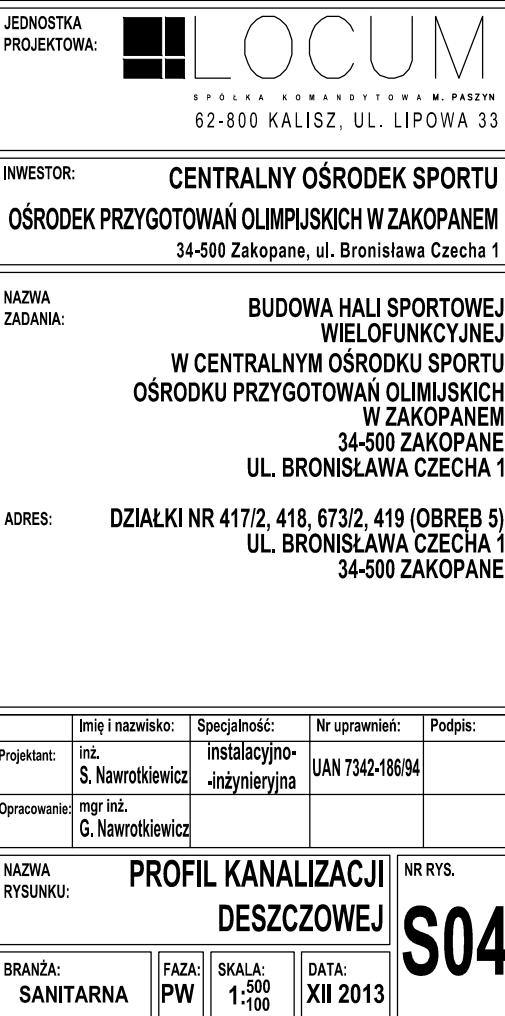 JEDNOSTKA
PROJEKTOWA:
LOCUM
SPÓŁKA KOMANDYTOWA M. PASZYN
62-800 KALISZ, UL. LIPOWA 33
INWESTOR:
CENTRALNY OŚRODEK SPORTU
OŚRODEK PRZYGOTOWAŃ OLIMPIJSKICH W ZAKOPANEM
34-500 Zakopane, ul. Bronisława Czecha 1
NAZWA
ZADANIA:
BUDOWA HALI SPORTOWEJ
WIELOFUNKCYJNEJ
W CENTRALNYM OŚRODKU SPORTU
OŚRODKU PRZYGOTOWAŃ OLIMIJSKICH
W ZAKOPANEM
34-500 ZAKOPANE
UL. BRONISŁAWA CZECHA 1
ADRES:
DZIAŁKI NR 417/2, 418, 673/2, 419 (OBRĘB 5)
UL. BRONISŁAWA CZECHA 1
34-500 ZAKOPANE
Imię i nazwisko: Specjalność: Nr uprawnień: Podpis:
Projektant: inż. S. Nawrotkiewicz instalacyjno-inżynieryjna UAN 7342-186/94
Opracowanie: mgr inż. G. Nawrotkiewicz
NAZWA
RYSUNKU:
PROFIL KANALIZACJI
DESZCZOWEJ
NR RYS.
S04
BRANŻA:
SANITARNA
FAZA:
PW
SKALA:
1:500/100
DATA:
XII 2013